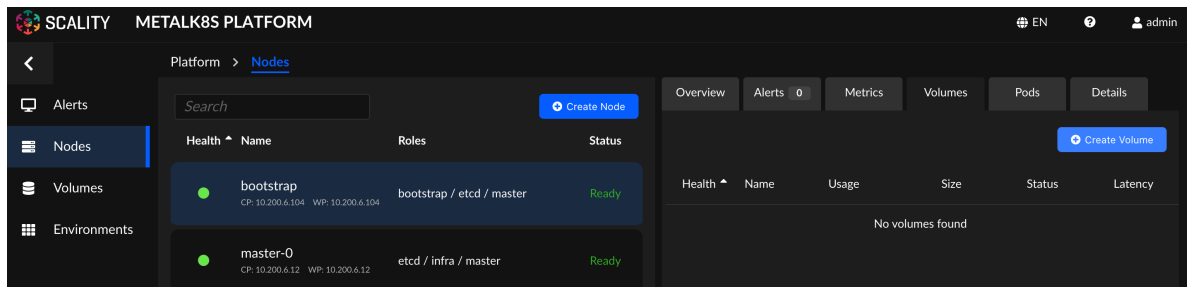 SCALITY METALK8S PLATFORM EN ? admin
Platform > Nodes
Alerts
Nodes
Volumes
Environments
Search
Create Node
Health Name Roles Status
bootstrap
CP: 10.200.6.104 WP: 10.200.6.104
bootstrap / etcd / master
Ready
master-0
CP: 10.200.6.12 WP: 10.200.6.12
etcd / infra / master
Ready
Overview Alerts 0 Metrics Volumes Pods Details
Create Volume
Health Name Usage Size Status Latency
No volumes found